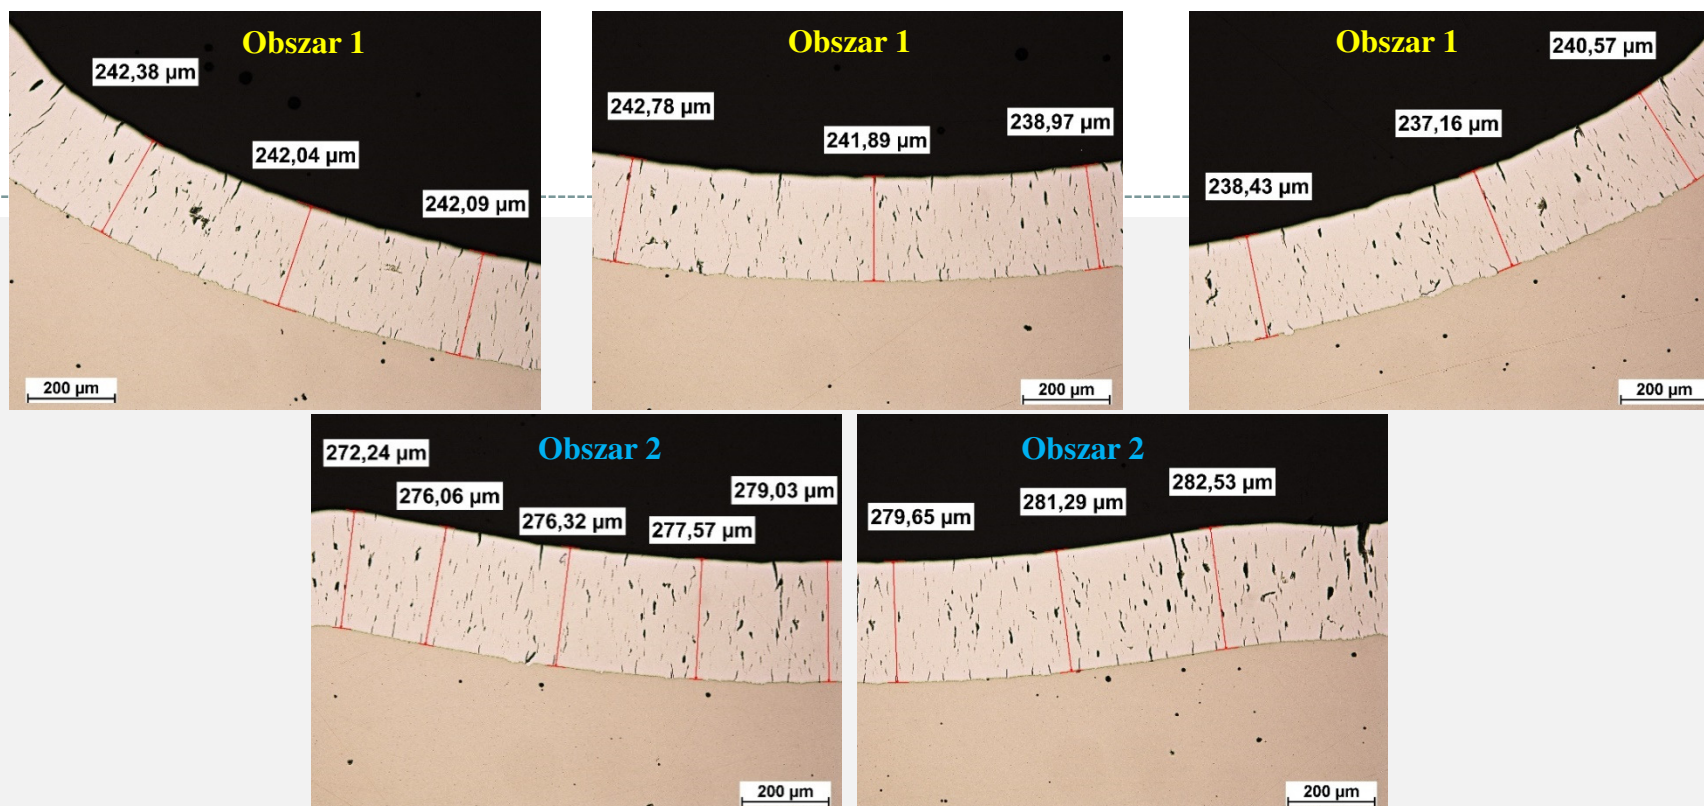 Obszar 1
242,38 µm
242,04 µm
242,09 µm
200 µm
Obszar 1
242,78 µm
241,89 µm
238,97 µm
200 µm
Obszar 1
240,57 µm
237,16 µm
238,43 µm
200 µm
Obszar 2
272,24 µm
276,06 µm
276,32 µm
277,57 µm
279,03 µm
200 µm
Obszar 2
279,65 µm
281,29 µm
282,53 µm
200 µm